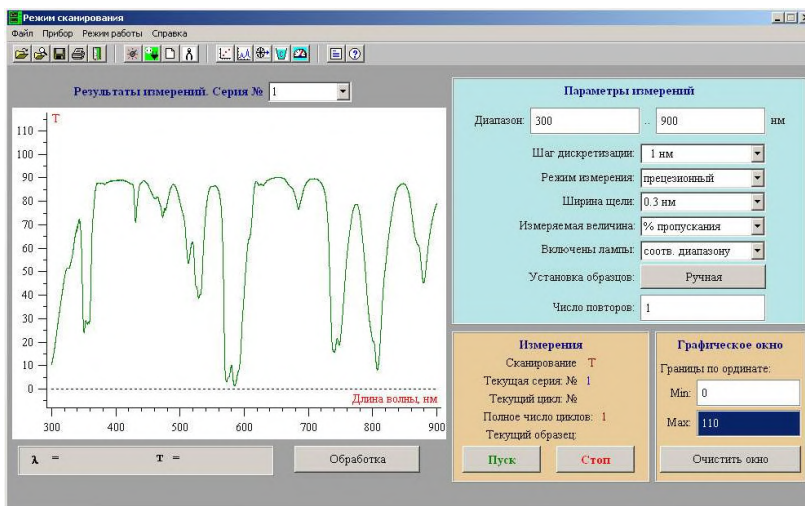 Режим сканирования
Файл Прибор Режим работы Справка
Результаты измерений. Серия № 1
T
110
100
90
80
70
60
50
40
30
20
10
0
Длина волны, нм
300 400 500 600 700 800 900
λ = T =
Обработка
Параметры измерений
Диапазон: 300 .. 900 нм
Шаг дискретизации: 1 нм
Режим измерения: прецезионный
Ширина щели: 0.3 нм
Измеряемая величина: % пропускания
Включены лампы: соотв. диапазону
Установка образцов: Ручная
Число повторов: 1
Измерения
Сканирование T
Текущая серия: № 1
Текущий цикл: №
Полное число циклов: 1
Текущий образец:
Пуск Стоп
Графическое окно
Границы по ординате:
Min: 0
Max: 110
Очистить окно